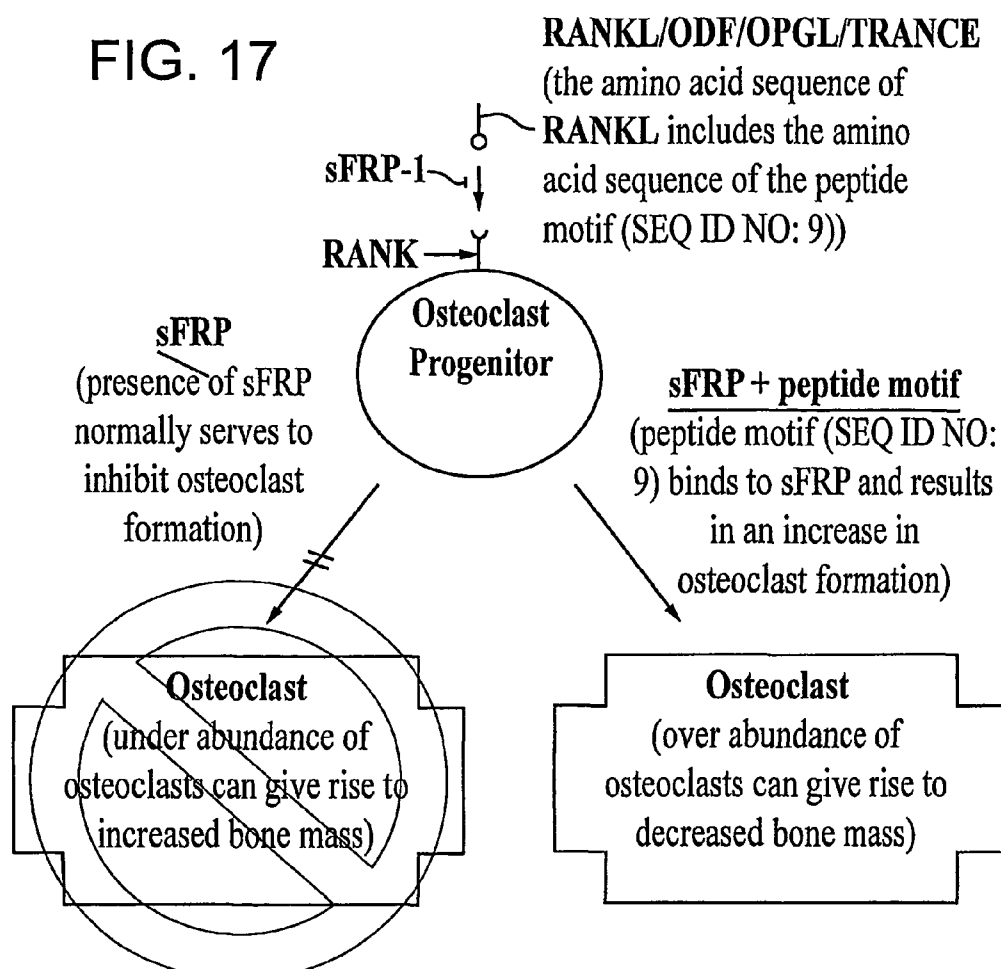 FIG. 17
RANKL/ODF/OPGL/TRANCE
(the amino acid sequence of
RANKL includes the amino
acid sequence of the peptide
motif (SEQ ID NO: 9))
sFRP-1
RANK
Osteoclast
Progenitor
sFRP
(presence of sFRP
normally serves to
inhibit osteoclast
formation)
sFRP + peptide motif
(peptide motif (SEQ ID NO:
9) binds to sFRP and results
in an increase in
osteoclast formation)
Osteoclast
(under abundance of
osteoclasts can give rise to
increased bone mass)
Osteoclast
(over abundance of
osteoclasts can give rise to
decreased bone mass)